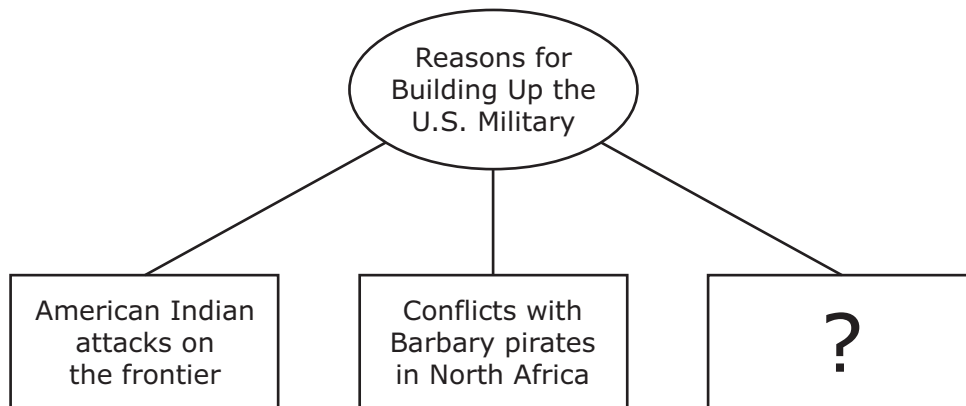 Reasons for
Building Up the
U.S. Military
American Indian
attacks on
the frontier
Conflicts with
Barbary pirates
in North Africa
?